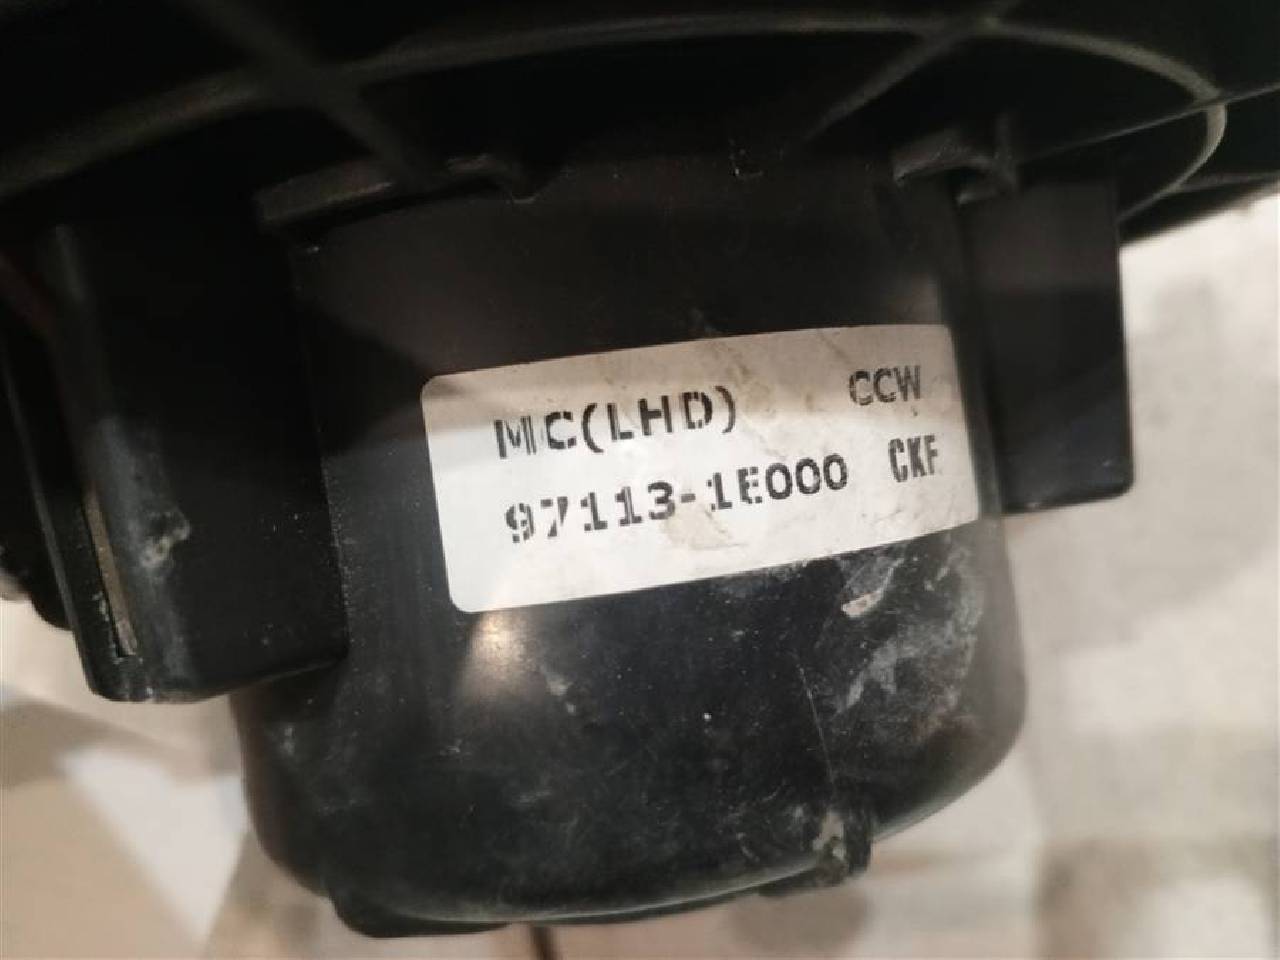 MC(LHD) CCW
97113-1E000 CKF